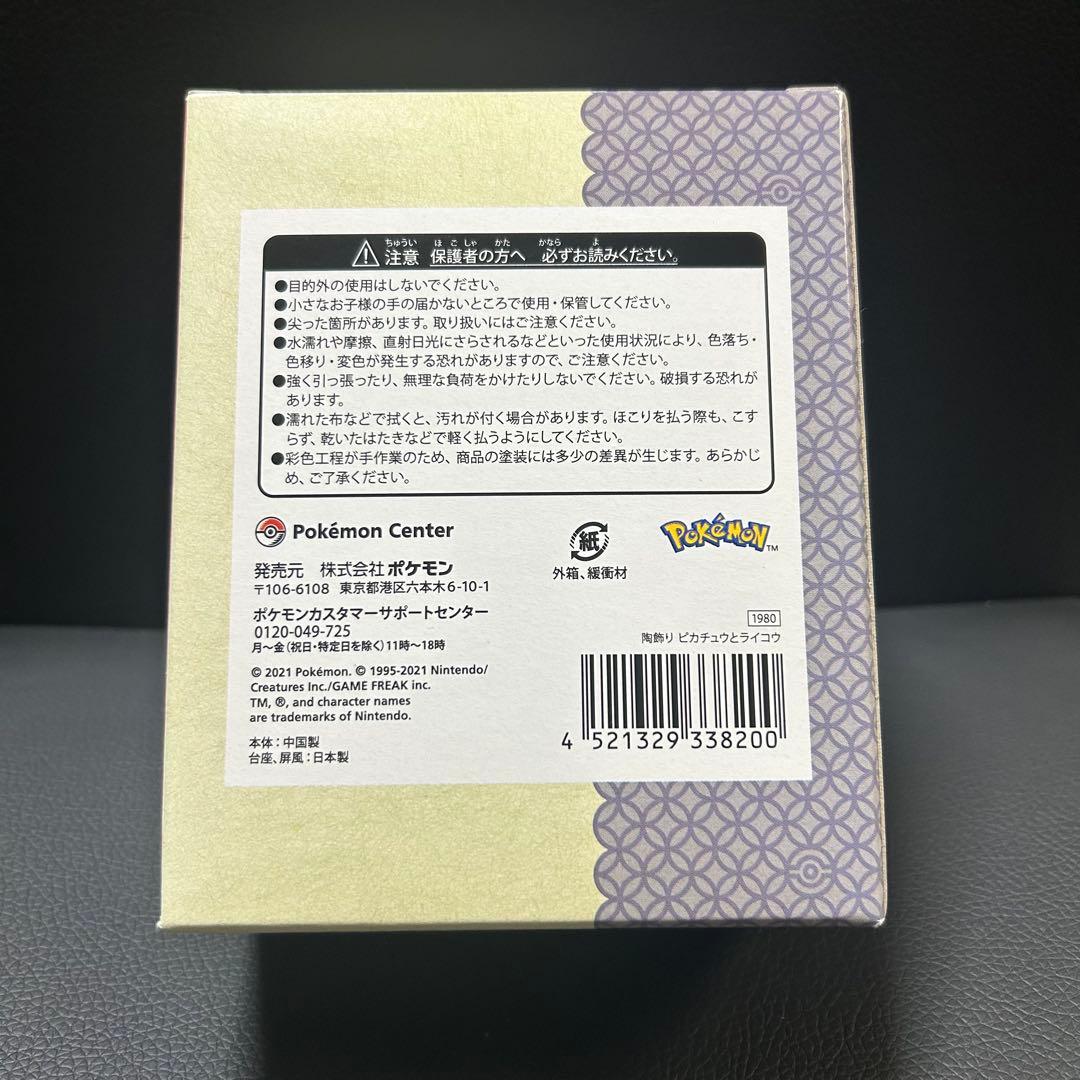 ちゅうい ほごしゃ かた かなら よ
注意 保護者の方へ 必ずお読みください。
●目的外の使用はしないでください。
●小さなお子様の手の届かないところで使用・保管してください。
●尖った箇所があります。取り扱いにはご注意ください。
●水濡れや摩擦、直射日光にさらされるなどといった使用状況により、色落ち・
色移り・変色が発生する恐れがありますので、ご注意ください。
●強く引っ張ったり、無理な負荷をかけたりしないでください。破損する恐れが
あります。
●濡れた布などで拭くと、汚れが付く場合があります。ほこりを払う際も、こす
らず、乾いたはたきなどで軽く払うようにしてください。
●彩色工程が手作業のため、商品の塗装には多少の差異が生じます。あらかじ
め、ご了承ください。
Pokémon Center
紙
外箱、緩衝材
POKéMON™
発売元 株式会社ポケモン
〒106-6108 東京都港区六本木6-10-1
ポケモンカスタマーサポートセンター
0120-049-725
月〜金(祝日・特定日を除く)11時〜18時
© 2021 Pokémon. © 1995-2021 Nintendo/
Creatures Inc./GAME FREAK inc.
TM, ®, and character names
are trademarks of Nintendo.
本体:中国製
台座、屏風:日本製
1980
陶飾り ピカチュウとライコウ
4 521329 338200